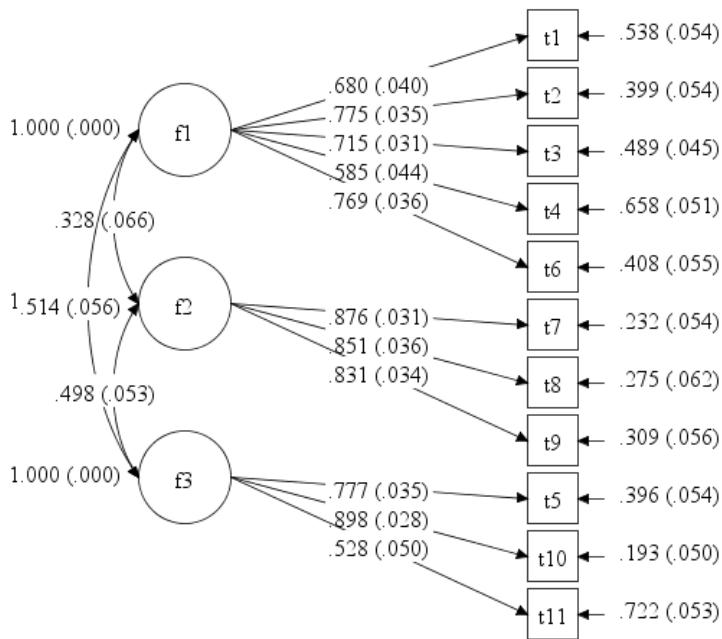 t1 .538 (.054)
.680 (.040)
t2 .399 (.054)
.775 (.035)
1.000 (.000) f1
.715 (.031) t3 .489 (.045)
.585 (.044)
.769 (.036) t4 .658 (.051)
.328 (.066)
t6 .408 (.055)
1 .514 (.056) f2
.876 (.031) t7 .232 (.054)
.851 (.036)
.831 (.034) t8 .275 (.062)
.498 (.053)
t9 .309 (.056)
1.000 (.000) f3
.777 (.035) t5 .396 (.054)
.898 (.028)
.528 (.050) t10 .193 (.050)
t11 .722 (.053)